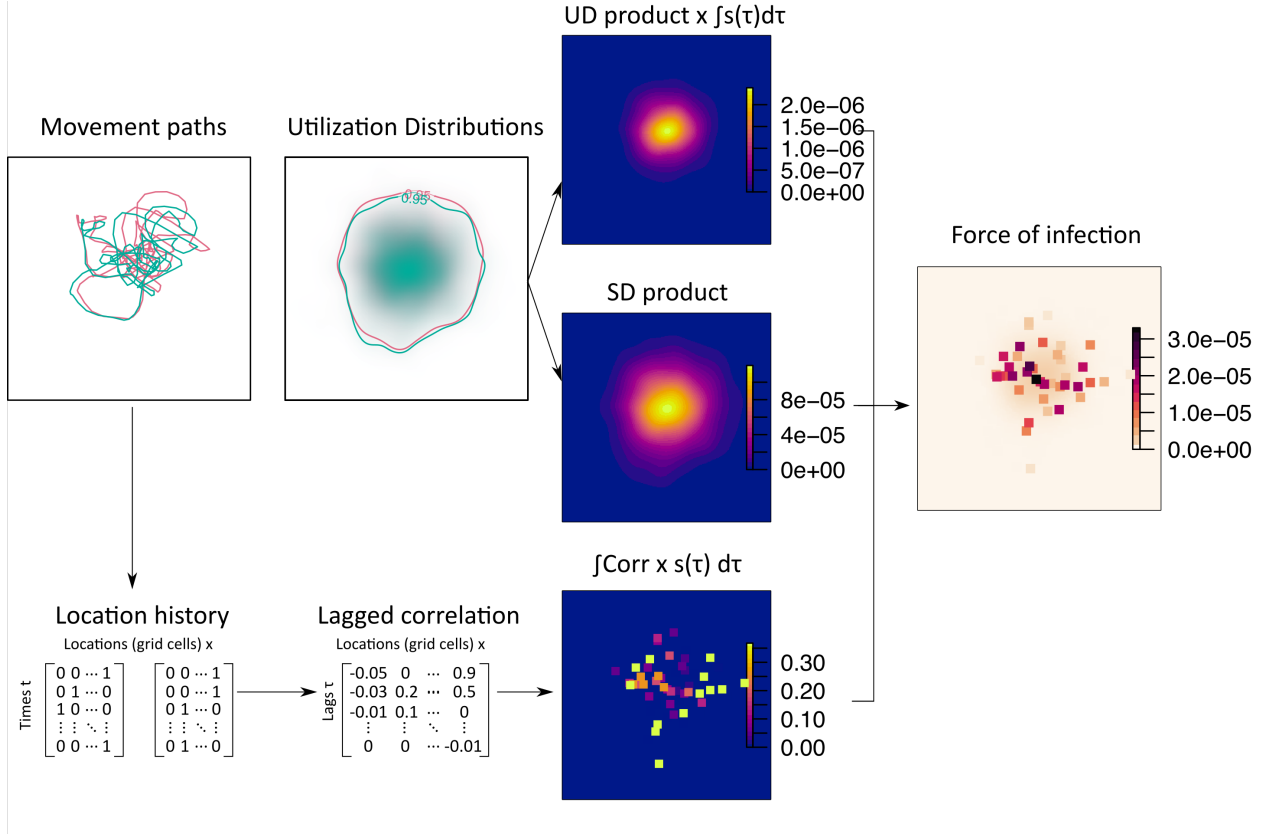 UD product x ∫s(τ)dτ
2.0e−06
1.5e−06
1.0e−06
5.0e−07
0.0e+00
Movement paths
Utilization Distributions
0.95
0.95
SD product
8e−05
4e−05
0e+00
Force of infection
3.0e−05
2.0e−05
1.0e−05
0.0e+00
∫Corr x s(τ) dτ
0.30
0.20
0.10
0.00
Location history
Locations (grid cells) x
Times t
0 0 ⋯ 1
0 1 ⋯ 0
1 0 ⋯ 0
⋮ ⋮ ⋱ ⋮
0 0 ⋯ 1
0 0 ⋯ 1
0 0 ⋯ 1
0 1 ⋯ 0
⋮ ⋮ ⋱ ⋮
0 1 ⋯ 0
Lagged correlation
Locations (grid cells) x
Lags τ
-0.05 0 ⋯ 0.9
-0.03 0.2 ⋯ 0.5
-0.01 0.1 ⋯ 0
⋮ ⋮ ⋱ ⋮
0 0 ⋯ -0.01